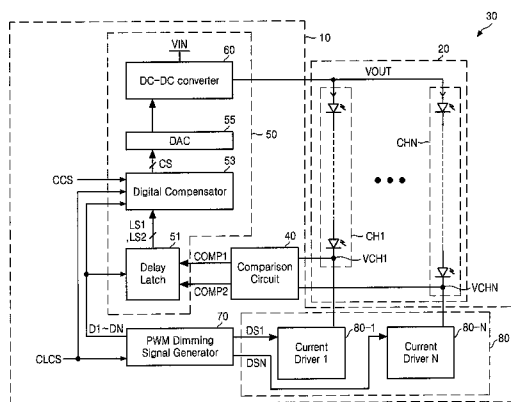 30
10
60
20
VIN
VOUT
DC-DC converter
CHN
55
50
DAC
CS
53
CCS
Digital Compensator
LS1
,LS2
51
40
CH1
COMP1
VCH1
Delay
Latch
Comparison
Circuit
COMP2
VCHN
70
80-1
80-N
D1~DN
DS1
80
CLCS
PWM Dimming
Signal Generator
DSN
Current
Driver 1
Current
Driver N